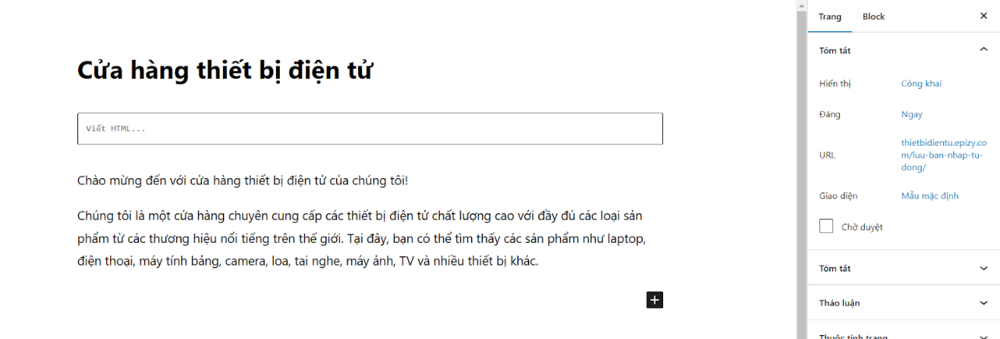 Cửa hàng thiết bị điện tử
Viết HTML...
Chào mừng đến với cửa hàng thiết bị điện tử của chúng tôi!
Chúng tôi là một cửa hàng chuyên cung cấp các thiết bị điện tử chất lượng cao với đầy đủ các loại sản
phẩm từ các thương hiệu nổi tiếng trên thế giới. Tại đây, bạn có thể tìm thấy các sản phẩm như laptop,
điện thoại, máy tính bảng, camera, loa, tai nghe, máy ảnh, TV và nhiều thiết bị khác.
Trang Block
Tóm tắt
Hiển thị Công khai
Đăng Ngay
URL thietbidientu.epizy.co
m/luu-ban-nhap-tu-
dong/
Giao diện Mẫu mặc định
Chờ duyệt
Tóm tắt
Thảo luận
Thuộc tính trang